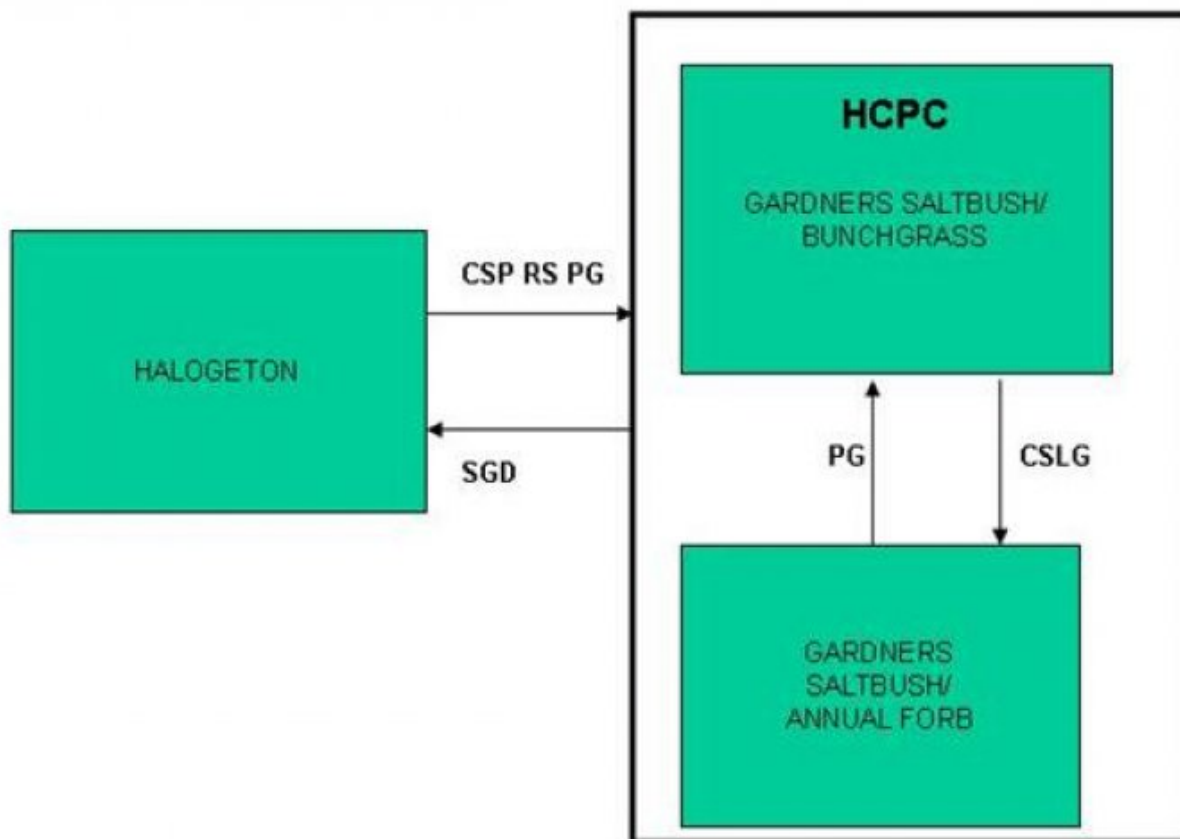 HCPC
GARDNERS SALTBUSH/
BUNCHGRASS
CSP RS PG
HALOGETON
SGD
PG
CSLG
GARDNERS
SALTBUSH/
ANNUAL FORB